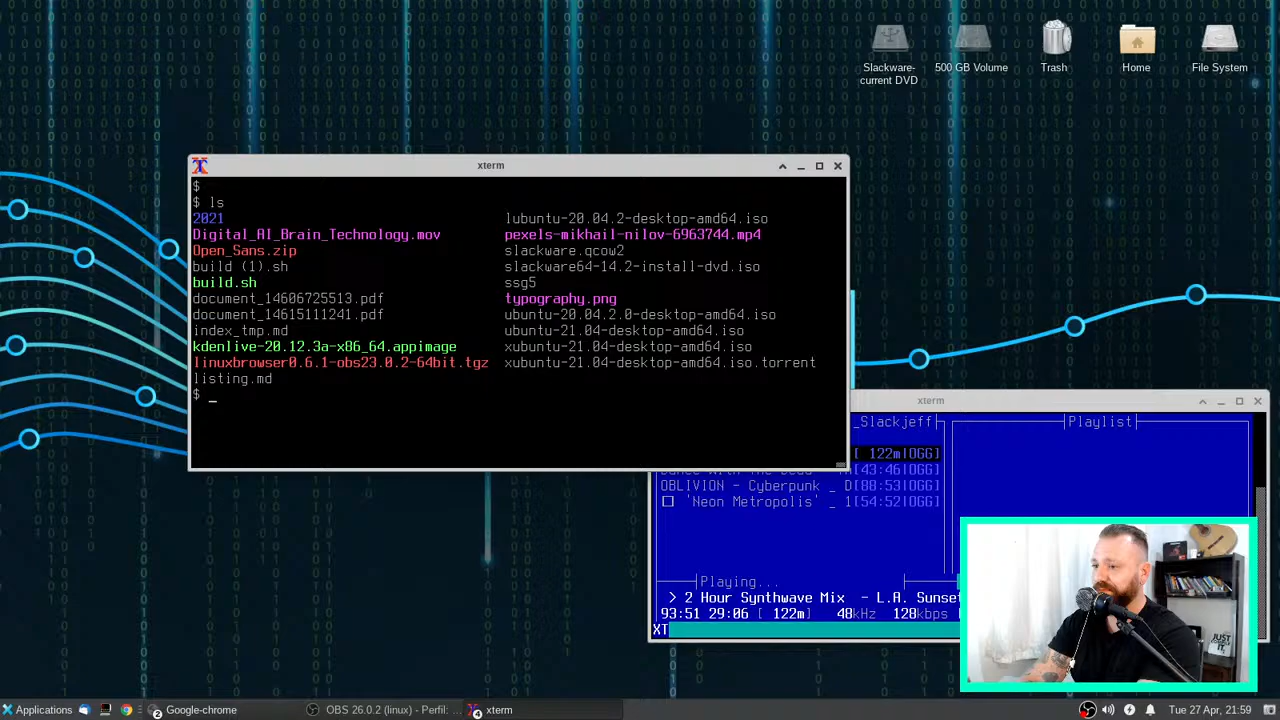 Slackware-current DVD
500 GB Volume
Trash
Home
File System
xterm
$
$ ls
2021
Digital_AI_Brain_Technology.mov
Open_Sans.zip
build (1).sh
build.sh
document_14606725513.pdf
document_14615111241.pdf
index_tmp.md
kdenlive-20.12.3a-x86_64.appimage
linuxbrowser0.6.1-obs23.0.2-64bit.tgz
listing.md
lubuntu-20.04.2-desktop-amd64.iso
pexels-mikhail-nilov-6963744.mp4
slackware.qcow2
slackware64-14.2-install-dvd.iso
ssg5
typography.png
ubuntu-20.04.2.0-desktop-amd64.iso
ubuntu-21.04-desktop-amd64.iso
xubuntu-21.04-desktop-amd64.iso
xubuntu-21.04-desktop-amd64.iso.torrent
$ _
xterm
_Slackjeff
Playlist
[ 122m|OGG]
[43:46|OGG]
OBLIVION - Cyberpunk _ D[88:53|OGG]
'Neon Metropolis' _ 1[54:52|OGG]
Playing...
> 2 Hour Synthwave Mix - L.A. Sunset
93:51 29:06 [ 122m] 48kHz 128kbps [
XT
JUST
Applications
2
Google-chrome
OBS 26.0.2 (linux) - Perfil: ...
4
xterm
Tue 27 Apr, 21:59